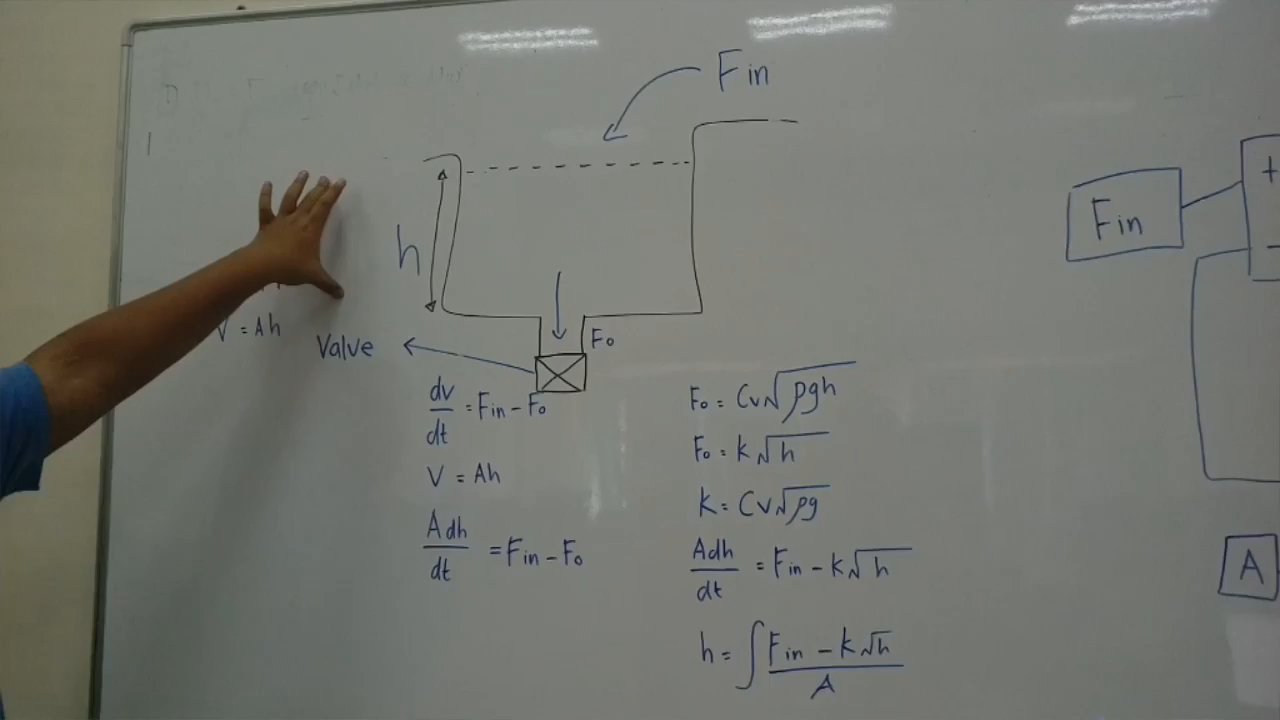 Fin
h
V = Ah
Valve
Fo
dv/dt = Fin - Fo
V = Ah
Adh/dt = Fin - Fo
Fo = Cv√ρgh
Fo = k√h
k = Cv√ρg
Adh/dt = Fin - k√h
h = ∫ Fin - k√h / A
Fin
+
-
A